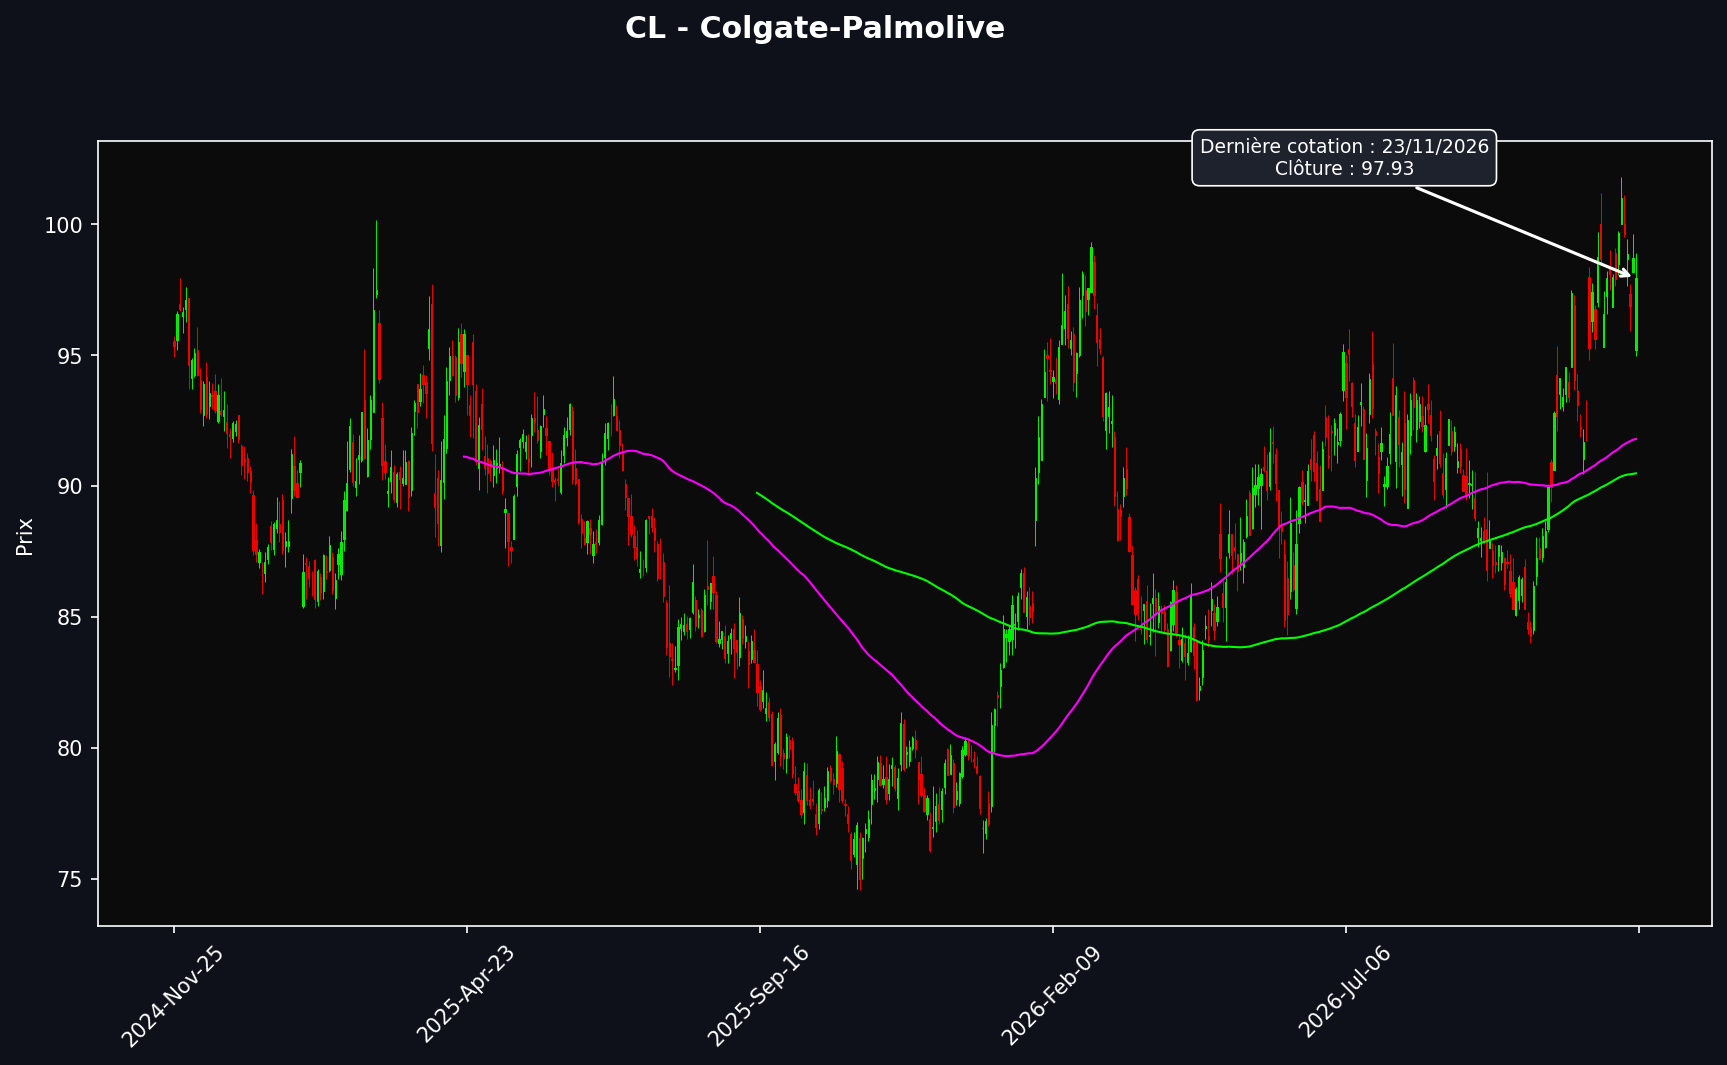 CL - Colgate-Palmolive
Dernière cotation : 23/11/2026
Clôture : 97.93
Prix
100
95
90
85
80
75
2024-Nov-25
2025-Apr-23
2025-Sep-16
2026-Feb-09
2026-Jul-06